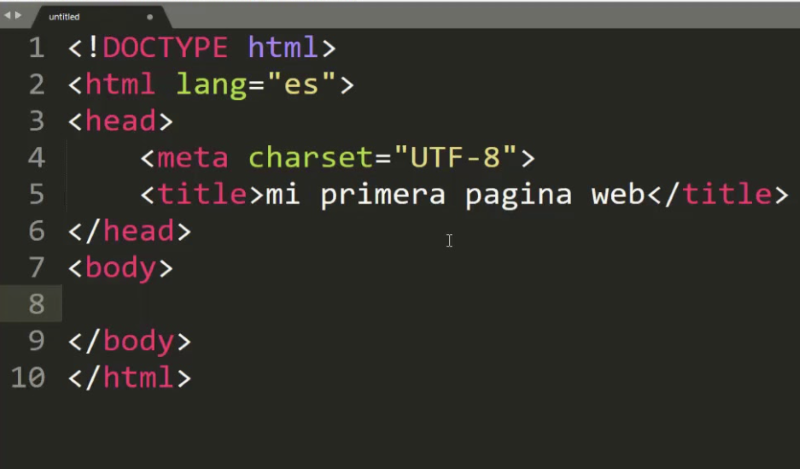 untitled
1 <!DOCTYPE html>
2 <html lang="es">
3 <head>
4 <meta charset="UTF-8">
5 <title>mi primera pagina web</title>
6 </head>
7 <body>
8
9 </body>
10 </html>